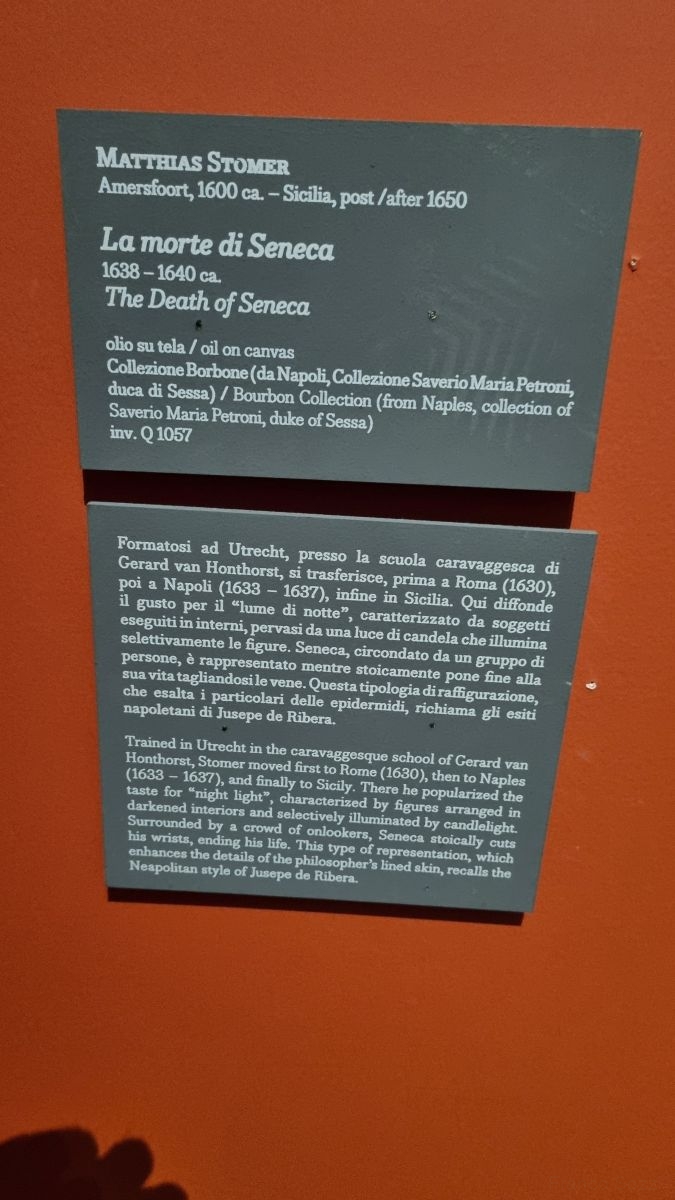 MATTHIAS STOMER
Amersfoort, 1600 ca. – Sicilia, post /after 1650
La morte di Seneca
1638 – 1640 ca.
The Death of Seneca
olio su tela / oil on canvas
Collezione Borbone (da Napoli, Collezione Saverio Maria Petroni,
duca di Sessa) / Bourbon Collection (from Naples, collection of
Saverio Maria Petroni, duke of Sessa)
inv. Q 1057
Formatosi ad Utrecht, presso la scuola caravaggesca di
Gerard van Honthorst, si trasferisce, prima a Roma (1630),
poi a Napoli (1633 – 1637), infine in Sicilia. Qui diffonde
il gusto per il “lume di notte”, caratterizzato da soggetti
eseguiti in interni, pervasi da una luce di candela che illumina
selettivamente le figure. Seneca, circondato da un gruppo di
persone, è rappresentato mentre stoicamente pone fine alla
sua vita tagliandosi le vene. Questa tipologia di raffigurazione,
che esalta i particolari delle epidermidi, richiama gli esiti
napoletani di Jusepe de Ribera.
Trained in Utrecht in the caravaggesque school of Gerard van
Honthorst, Stomer moved first to Rome (1630), then to Naples
(1633 – 1637), and finally to Sicily. There he popularized the
taste for “night light”, characterized by figures arranged in
darkened interiors and selectively illuminated by candlelight.
Surrounded by a crowd of onlookers, Seneca stoically cuts
his wrists, ending his life. This type of representation, which
enhances the details of the philosopher’s lined skin, recalls the
Neapolitan style of Jusepe de Ribera.